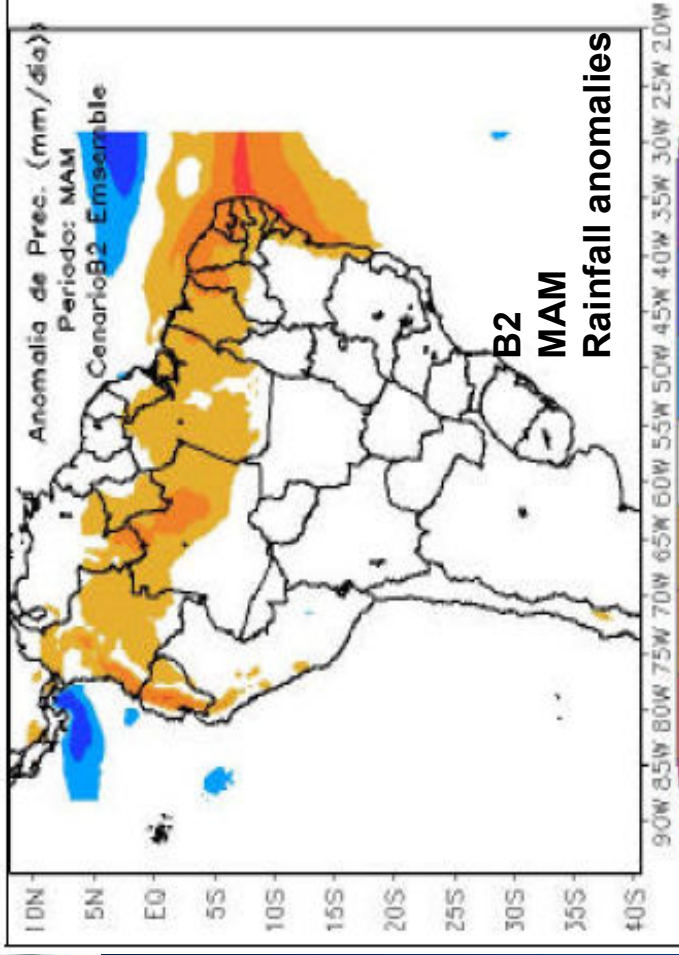 Anomalia de Prec. (mm/dia))
Periodo: MAM
CenarioB2 Emsemble
10N
5N
EQ
5S
10S
15S
20S
25S
30S
35S
40S
B2
MAM
Rainfall anomalies
90W 85W 80W 75W 70W 65W 60W 55W 50W 45W 40W 35W 30W 25W 20W